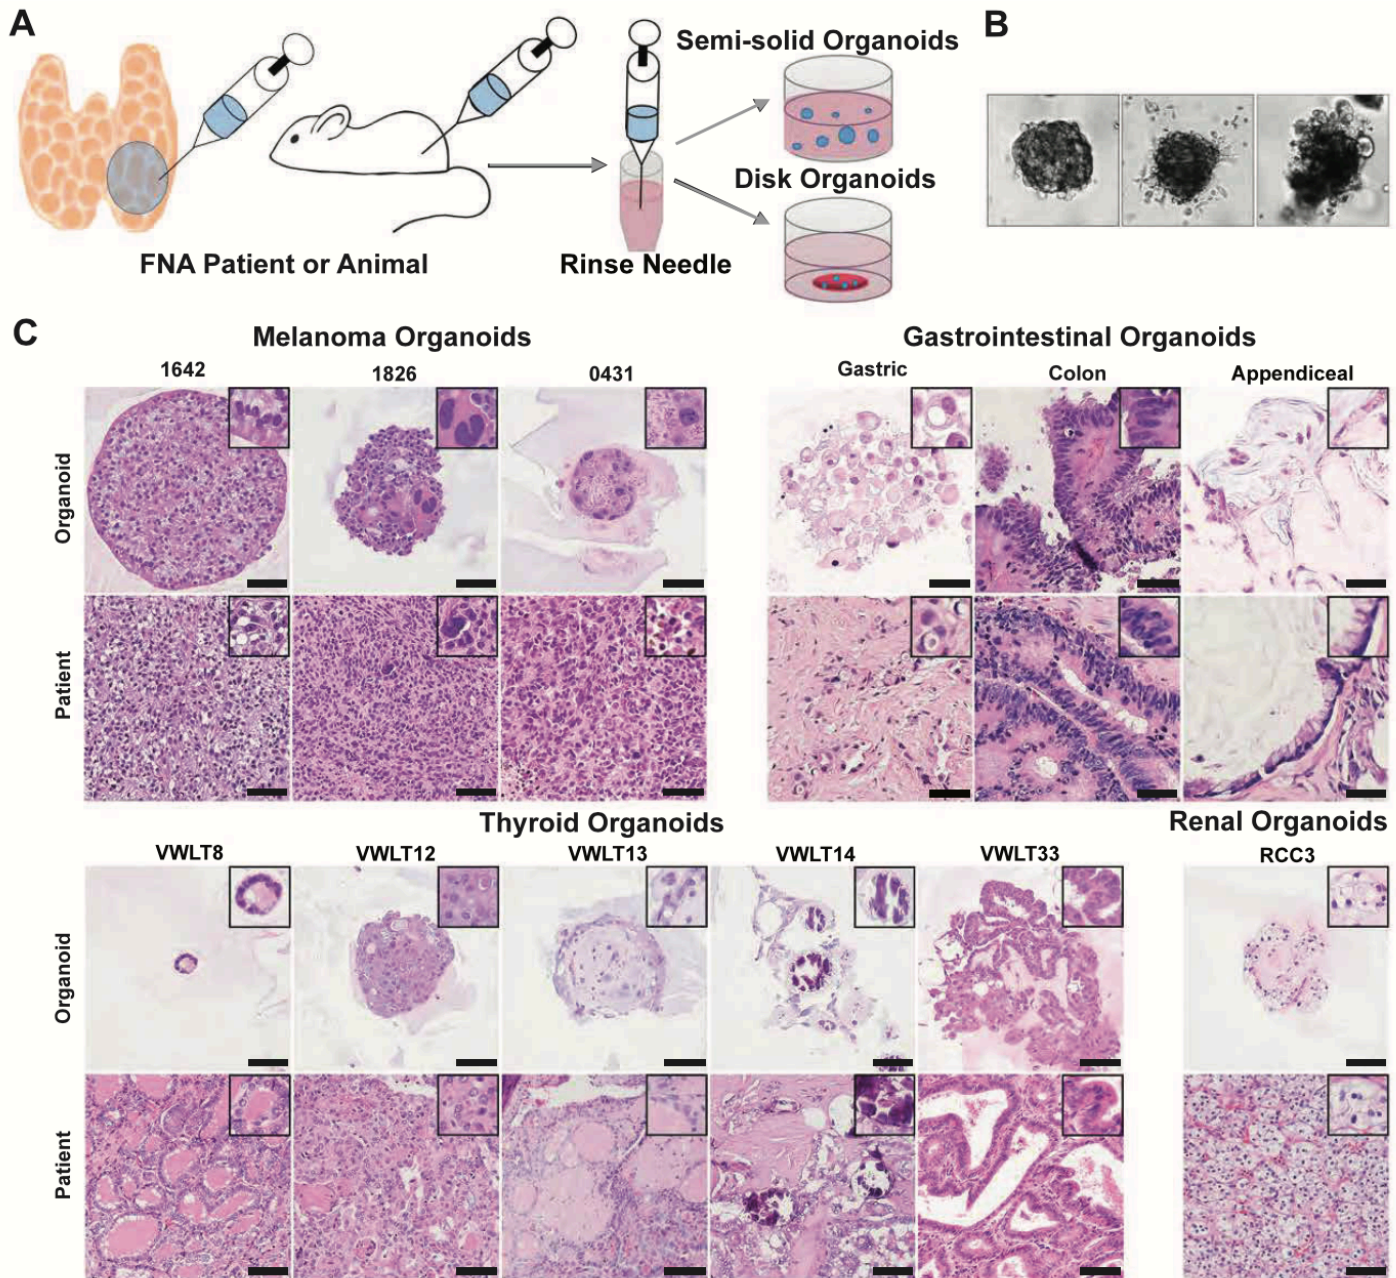 A
B
Semi-solid Organoids
Disk Organoids
FNA Patient or Animal
Rinse Needle
C
Melanoma Organoids
Gastrointestinal Organoids
1642
1826
0431
Gastric
Colon
Appendiceal
Organoid
Patient
Thyroid Organoids
Renal Organoids
VWLT8
VWLT12
VWLT13
VWLT14
VWLT33
RCC3
Organoid
Patient